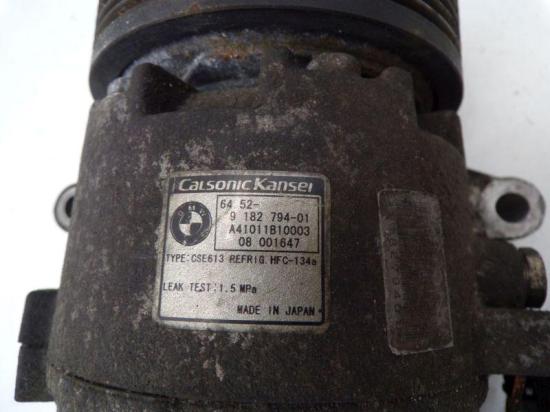 CalsonicKansei
BMW
64.52-
9 182 794-01
A41011B10003
08 001647
TYPE:CSE613 REFRIG.HFC-134a
LEAK TEST:1.5 MPa
MADE IN JAPAN